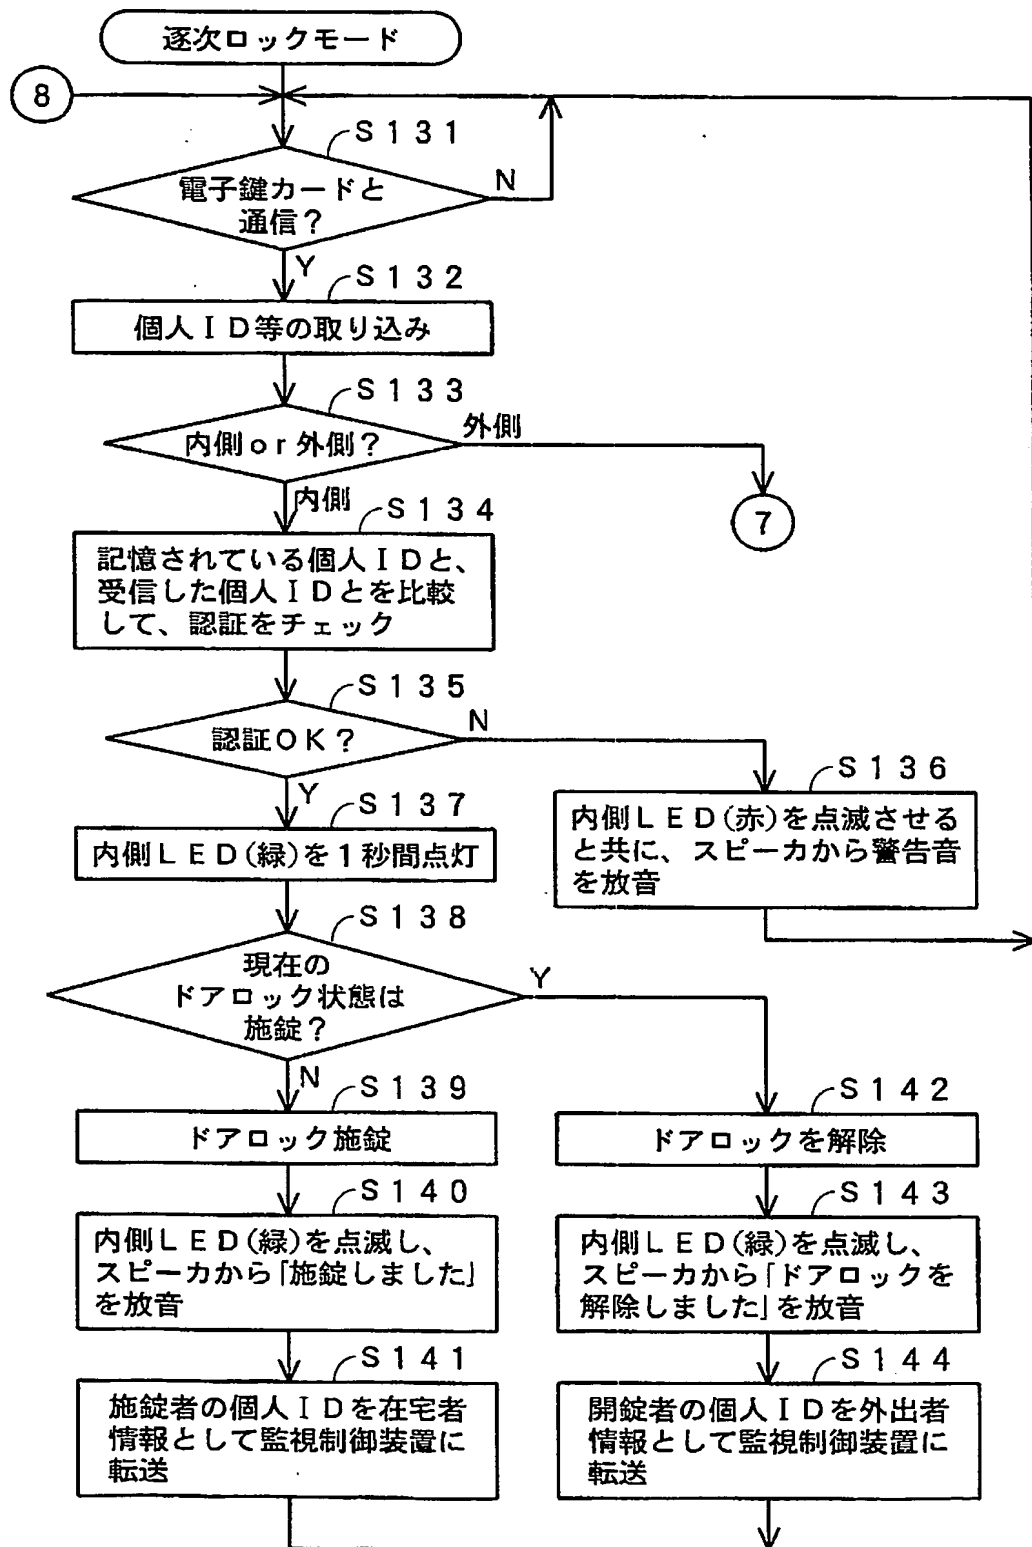 逐次ロックモード
8
S131
電子鍵カードと
通信?
N
Y
S132
個人ID等の取り込み
S133
内側or外側?
外側
7
内側
S134
記憶されている個人IDと、
受信した個人IDとを比較
して、認証をチェック
S135
認証OK?
N
S136
内側LED(赤)を点滅させる
と共に、スピーカから警告音
を放音
Y
S137
内側LED(緑)を1秒間点灯
S138
現在の
ドアロック状態は
施錠?
Y
N
S139
ドアロック施錠
S142
ドアロックを解除
S140
内側LED(緑)を点滅し、
スピーカから「施錠しました」
を放音
S143
内側LED(緑)を点滅し、
スピーカから「ドアロックを
解除しました」を放音
S141
施錠者の個人IDを在宅者
情報として監視制御装置に
転送
S144
開錠者の個人IDを外出者
情報として監視制御装置に
転送